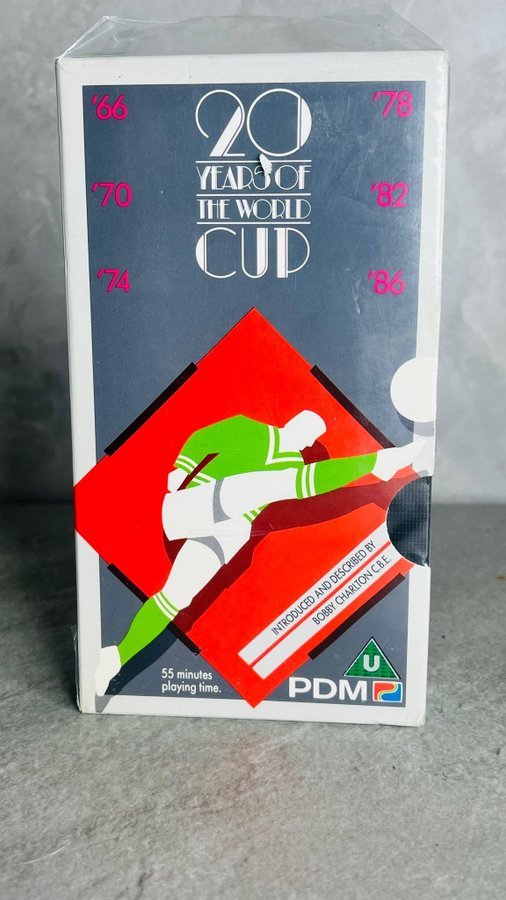 '66
'70
'74
20
YEARS OF
THE WORLD
CUP
'78
'82
'86
INTRODUCED AND DESCRIBED BY
BOBBY CHARLTON C.B.E.
55 minutes
playing time.
U
PDM